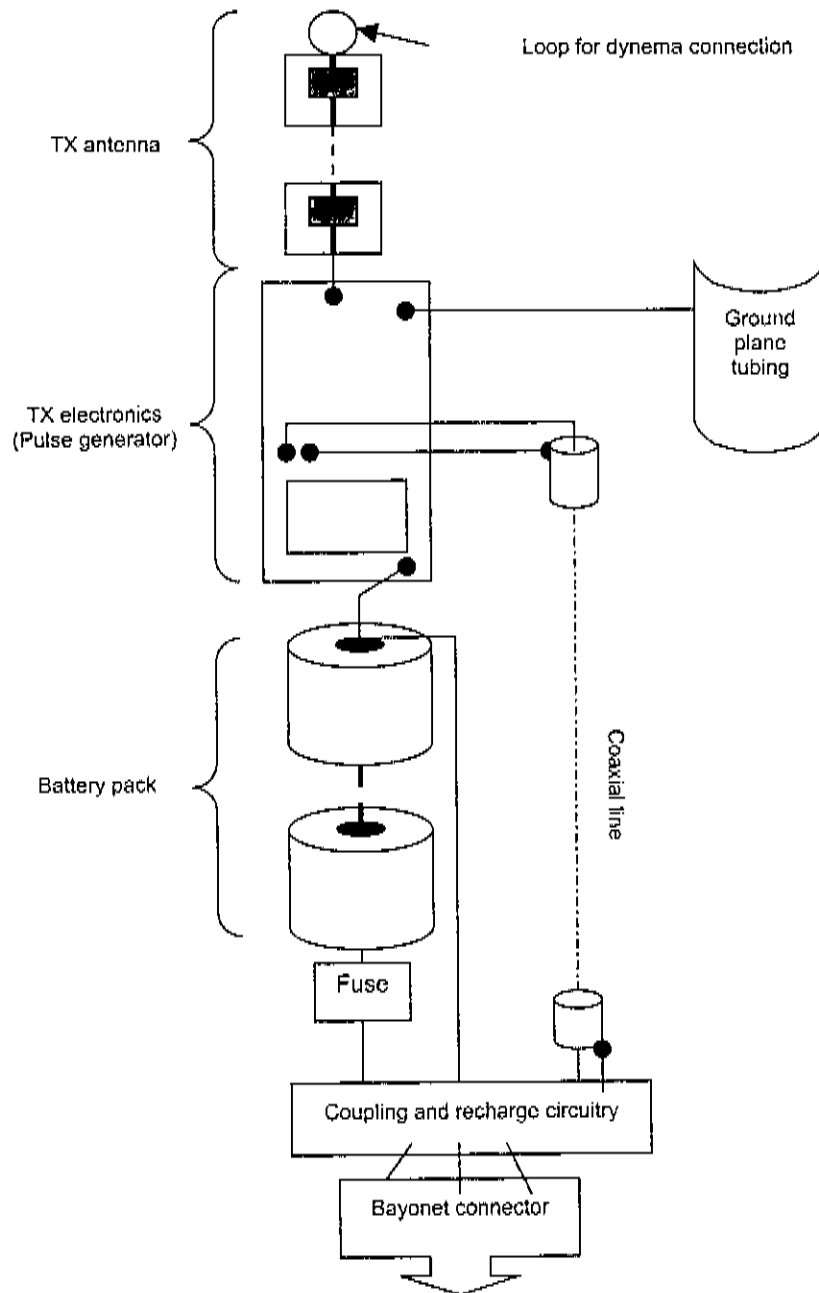 Loop for dynema connection
TX antenna
Ground
plane
tubing
TX electronics
(Pulse generator)
Coaxial line
Battery pack
Fuse
Coupling and recharge circuitry
Bayonet connector